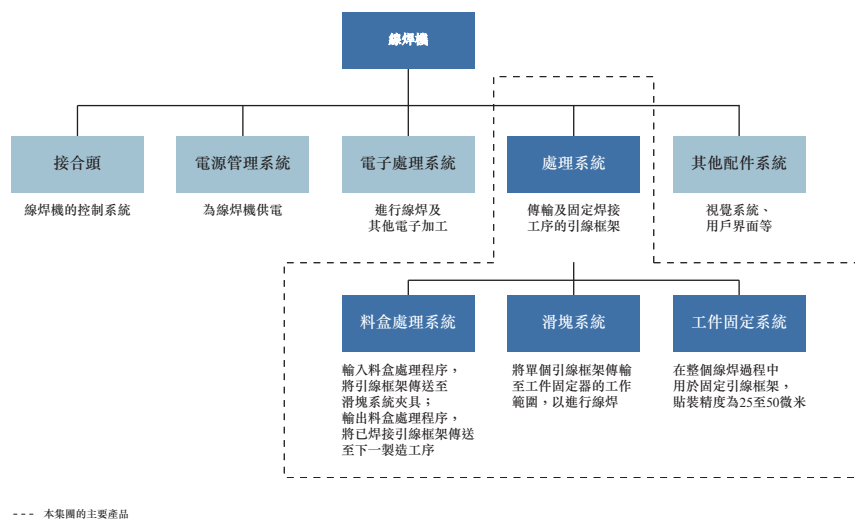 線焊機
接合頭
電源管理系統
電子處理系統
處理系統
其他配件系統
線焊機的控制系統
為線焊機供電
進行線焊及
其他電子加工
傳輸及固定焊接
工序的引線框架
視覺系統、
用戶界面等
料盒處理系統
滑塊系統
工件固定系統
輸入料盒處理程序，
將引線框架傳送至
滑塊系統夾具；
輸出料盒處理程序，
將已焊接引線框架傳送
至下一製造工序
將單個引線框架傳輸
至工件固定器的工作
範圍，以進行線焊
在整個線焊過程中
用於固定引線框架，
貼裝精度為25至50微米
--- 本集團的主要產品